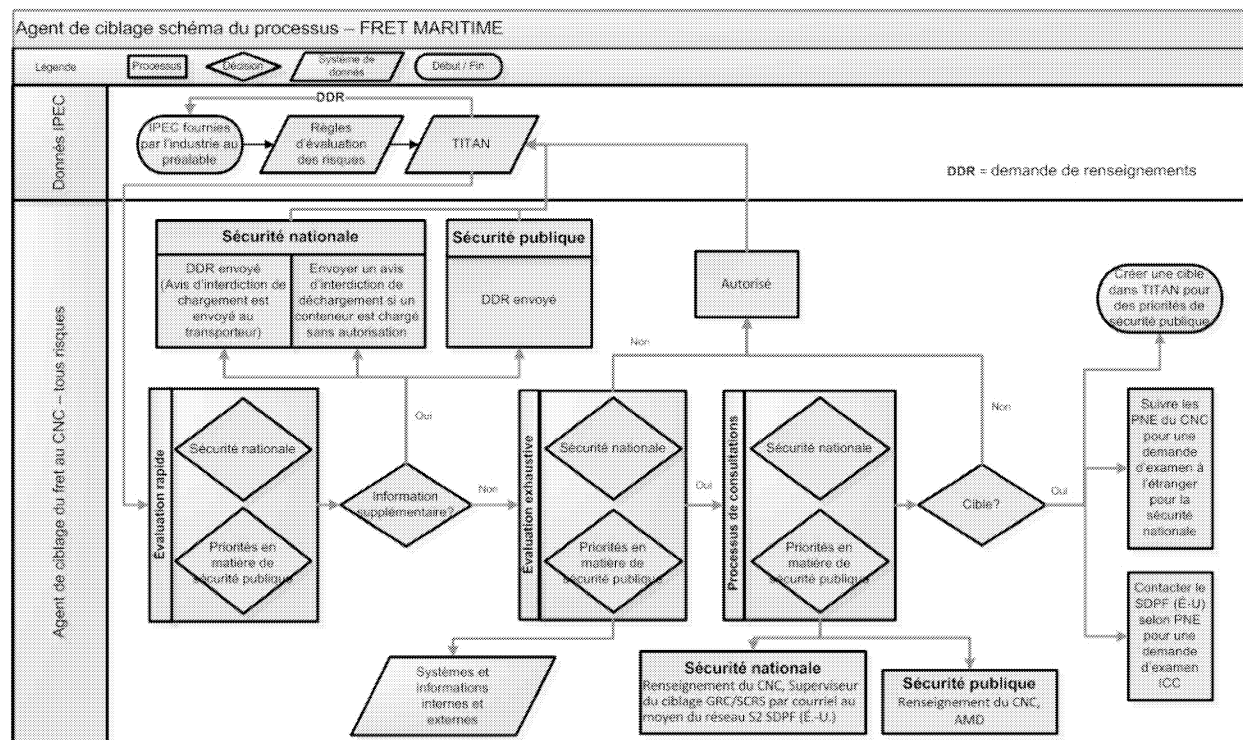 Agent de ciblage schéma du processus – FRET MARITIME
Légende
Processus
Décision
Système de
donnés
Début / Fin
Donnés IPEC
DDR
IPEC fournies
par l'industrie au
préalable
Règles
d'évaluation
des risques
TITAN
DDR = demande de renseignements
Agent de ciblage du fret au CNC – tous risques
Sécurité nationale
DDR envoyé
(Avis d'interdiction de
chargement est
envoyé au
transporteur)
Envoyer un avis
d'interdiction de
déchargement si un
conteneur est chargé
sans autorisation
Sécurité publique
DDR envoyé
Autorisé
Créer une cible
dans TITAN pour
des priorités de
sécurité publique
Non
Oui
Non
Évaluation rapide
Sécurité nationale
Priorités en
matière de
sécurité publique
Information
supplémentaire?
Non
Évaluation exhaustive
Sécurité nationale
Priorités en
matière de
sécurité publique
Oui
Processus de consultations
Sécurité nationale
Priorités en
matière de
sécurité publique
Cible?
Oui
Suivre les
PNE du CNC
pour une
demande
d'examen à
l'étranger
pour la
sécurité
nationale
Contacter le
SDPF (É-U)
selon PNE
pour une
demande
d'examen
ICC
Systèmes et
informations
internes et
externes
Sécurité nationale
Renseignement du CNC, Superviseur
du ciblage GRC/SCRS par courriel au
moyen du réseau S2 SDPF (É.-U.)
Sécurité publique
Renseignement du CNC,
AMD